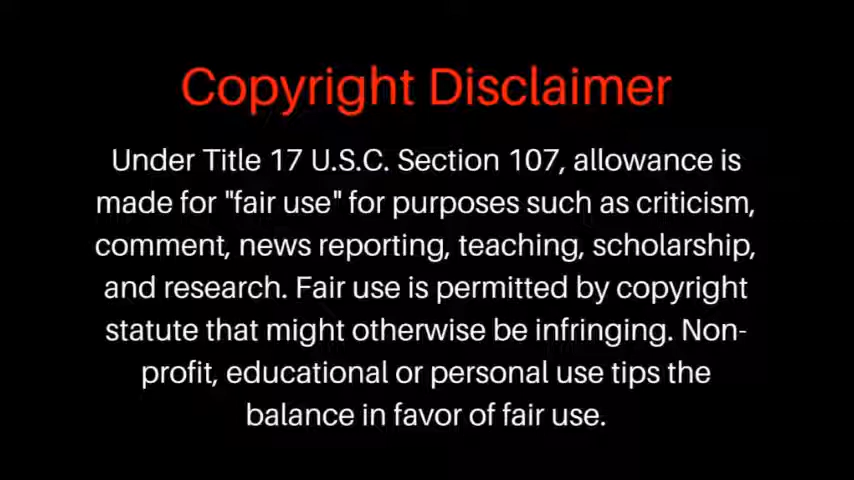 Copyright Disclaimer
Under Title 17 U.S.C. Section 107, allowance is
made for "fair use" for purposes such as criticism,
comment, news reporting, teaching, scholarship,
and research. Fair use is permitted by copyright
statute that might otherwise be infringing. Non-
profit, educational or personal use tips the
balance in favor of fair use.